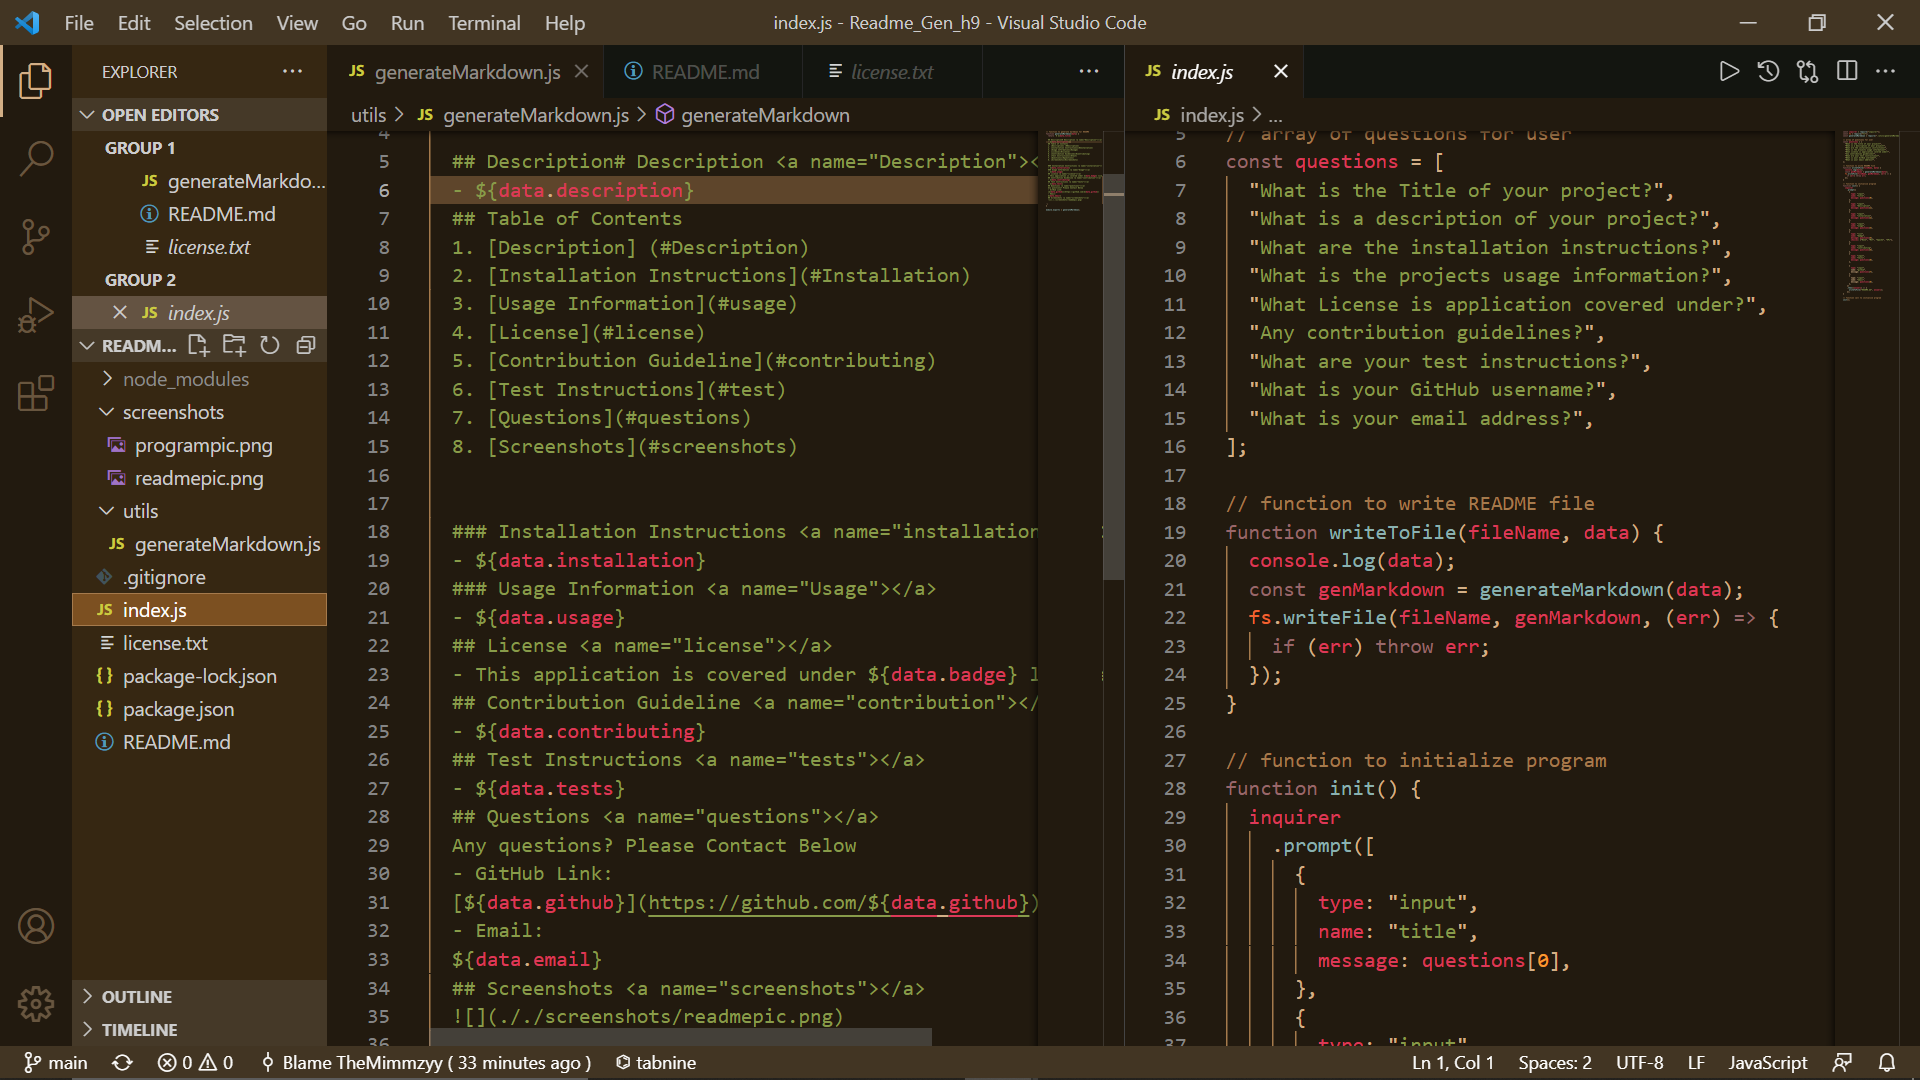 File Edit Selection View Go Run Terminal Help
index.js - Readme_Gen_h9 - Visual Studio Code
EXPLORER
OPEN EDITORS
GROUP 1
JS generateMarkdo...
README.md
license.txt
GROUP 2
JS index.js
READM...
node_modules
screenshots
programpic.png
readmepic.png
utils
JS generateMarkdown.js
.gitignore
JS index.js
license.txt
{} package-lock.json
{} package.json
README.md
OUTLINE
TIMELINE
JS generateMarkdown.js
README.md
license.txt
utils > JS generateMarkdown.js > generateMarkdown
4
5 ## Description# Description <a name="Description"><
6 - ${data.description}
7 ## Table of Contents
8 1. [Description] (#Description)
9 2. [Installation Instructions](#Installation)
10 3. [Usage Information](#usage)
11 4. [License](#license)
12 5. [Contribution Guideline](#contributing)
13 6. [Test Instructions](#test)
14 7. [Questions](#questions)
15 8. [Screenshots](#screenshots)
16
17
18 ### Installation Instructions <a name="installation
19 - ${data.installation}
20 ### Usage Information <a name="Usage"></a>
21 - ${data.usage}
22 ## License <a name="license"></a>
23 - This application is covered under ${data.badge} l
24 ## Contribution Guideline <a name="contribution"></
25 - ${data.contributing}
26 ## Test Instructions <a name="tests"></a>
27 - ${data.tests}
28 ## Questions <a name="questions"></a>
29 Any questions? Please Contact Below
30 - GitHub Link:
31 [${data.github}](https://github.com/${data.github})
32 - Email:
33 ${data.email}
34 ## Screenshots <a name="screenshots"></a>
35 ![](././screenshots/readmepic.png)
36
JS index.js
JS index.js > ...
5 // array of questions for user
6 const questions = [
7 "What is the Title of your project?",
8 "What is a description of your project?",
9 "What are the installation instructions?",
10 "What is the projects usage information?",
11 "What License is application covered under?",
12 "Any contribution guidelines?",
13 "What are your test instructions?",
14 "What is your GitHub username?",
15 "What is your email address?",
16 ];
17
18 // function to write README file
19 function writeToFile(fileName, data) {
20 console.log(data);
21 const genMarkdown = generateMarkdown(data);
22 fs.writeFile(fileName, genMarkdown, (err) => {
23 if (err) throw err;
24 });
25 }
26
27 // function to initialize program
28 function init() {
29 inquirer
30 .prompt([
31 {
32 type: "input",
33 name: "title",
34 message: questions[0],
35 },
36 {
37 type: "input"
main
0 0
Blame TheMimmzyy ( 33 minutes ago )
tabnine
Ln 1, Col 1
Spaces: 2
UTF-8
LF
JavaScript